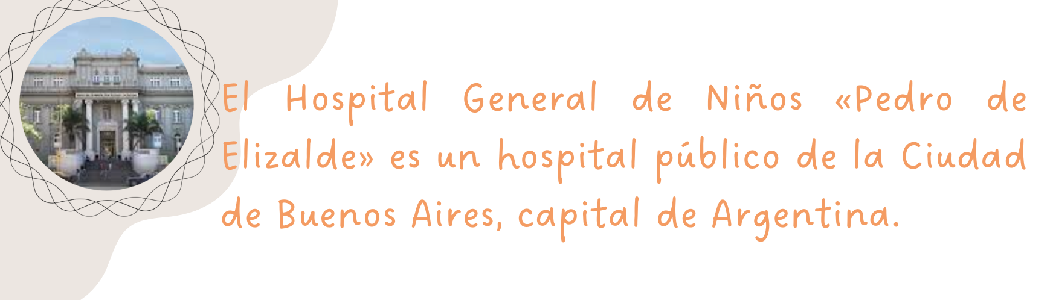 El Hospital General de Niños «Pedro de
Elizalde» es un hospital público de la Ciudad
de Buenos Aires, capital de Argentina.